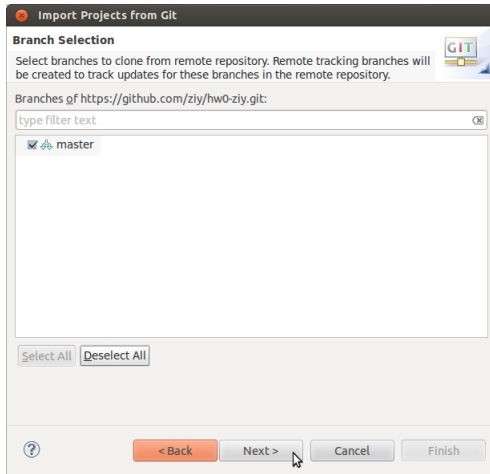 Import Projects from Git
Branch Selection
GIT
Select branches to clone from remote repository. Remote tracking branches will
be created to track updates for these branches in the remote repository.
Branches of https://github.com/ziy/hw0-ziy.git:
type filter text
master
Select All Deselect All
? < Back Next > Cancel Finish